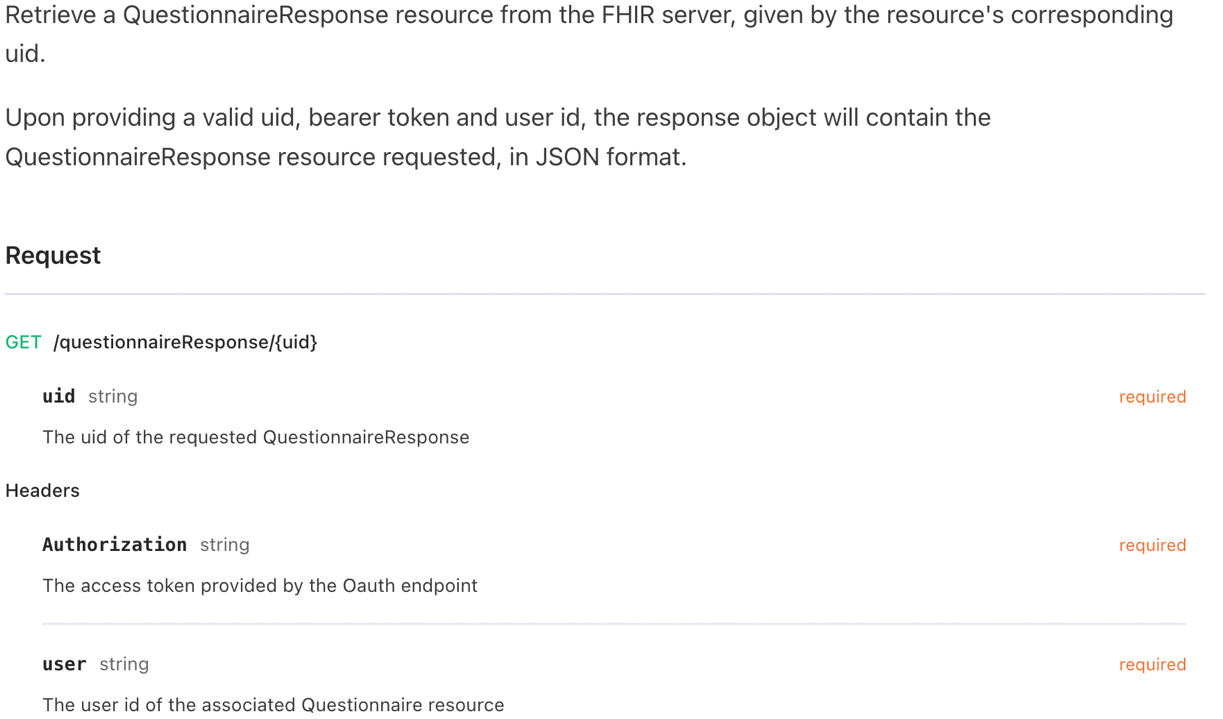 Retrieve a QuestionnaireResponse resource from the FHIR server, given by the resource's corresponding
uid.
Upon providing a valid uid, bearer token and user id, the response object will contain the
QuestionnaireResponse resource requested, in JSON format.
Request
GET /questionnaireResponse/{uid}
uid string required
The uid of the requested QuestionnaireResponse
Headers
Authorization string required
The access token provided by the Oauth endpoint
user string required
The user id of the associated Questionnaire resource